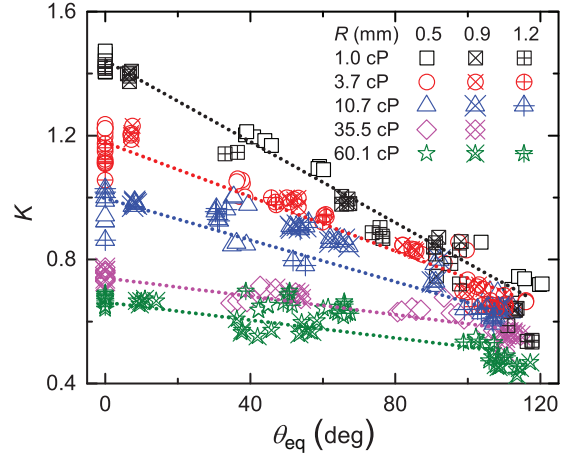 1.6
R (mm) 0.5 0.9 1.2
1.0 cP
3.7 cP
10.7 cP
35.5 cP
60.1 cP
1.2
K
0.8
0.4
0 40 80 120
θeq (deg)